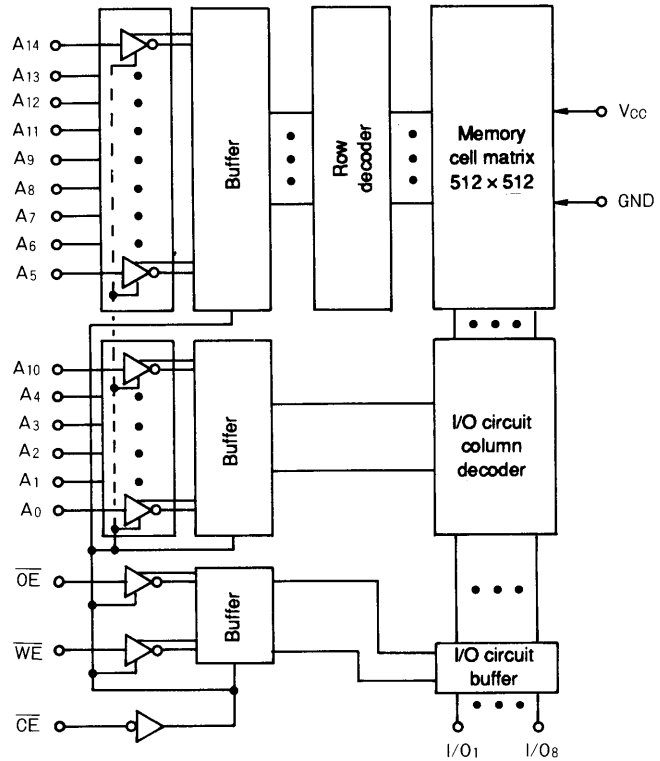 A14
A13
A12
A11
A9
A8
A7
A6
A5
Buffer
Row
decoder
Memory
cell matrix
512 × 512
VCC
GND
A10
A4
A3
A2
A1
A0
Buffer
I/O circuit
column
decoder
OE
WE
CE
Buffer
I/O circuit
buffer
I/O1
I/O8